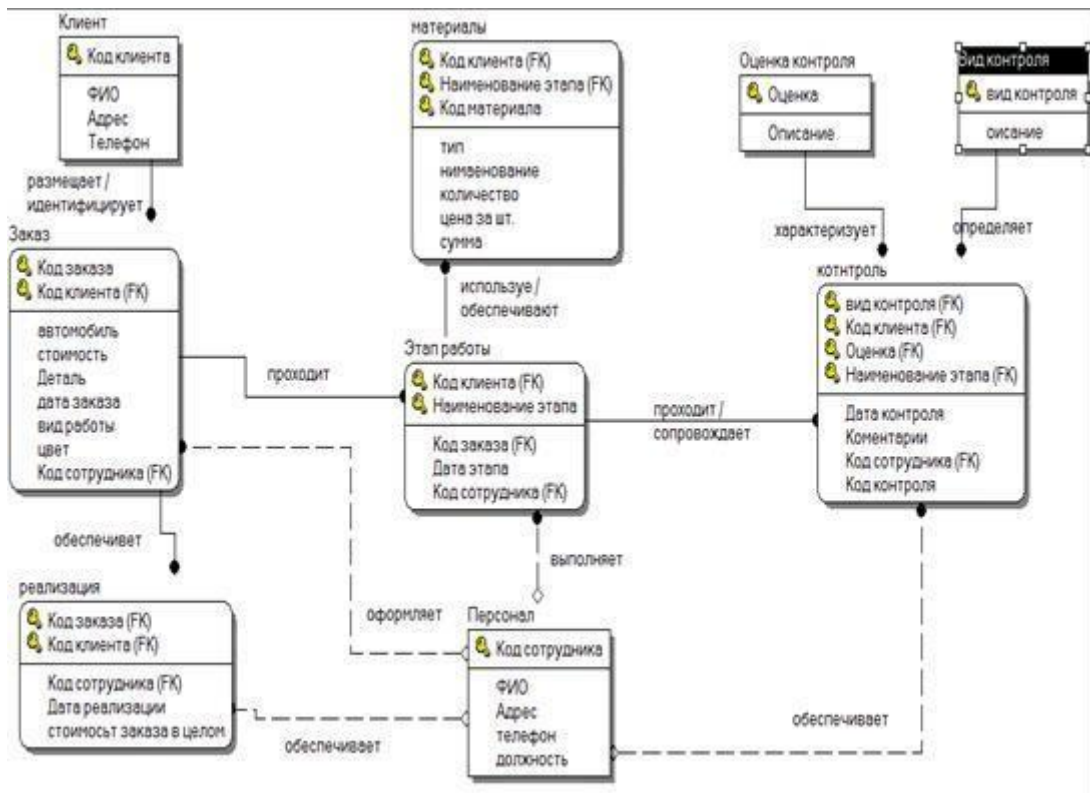 Клиент
Код клиента
ФИО
Адрес
Телефон
размещает /
идентифицирует
Заказ
Код заказа
Код клиента (FK)
автомобиль
стоимость
Деталь
дата заказа
вид работы
цвет
Код сотрудника (FK)
обеспечивет
реализация
Код заказа (FK)
Код клиента (FK)
Код сотрудника (FK)
Дата реализации
стоимосьт заказа в целом
материалы
Код клиента (FK)
Наименование этапа (FK)
Код материала
тип
нимаенование
количество
цена за шт.
сумма
используе /
обеспечивают
Этап работы
Код клиента (FK)
Наименование этапа
Код заказа (FK)
Дата этапа
Код сотрудника (FK)
проходит
выполняет
оформляет
Персонал
Код сотрудника
ФИО
Адрес
телефон
должность
обеспечивает
обеспечивает
Оценка контроля
Оценка
Описание
характеризует
Вид контроля
вид контроля
оисание
определяет
котнтроль
вид контроля (FK)
Код клиента (FK)
Оценка (FK)
Наименование этапа (FK)
Дата контроля
Коментарии
Код сотрудника (FK)
Код контроля
проходит /
сопровождает